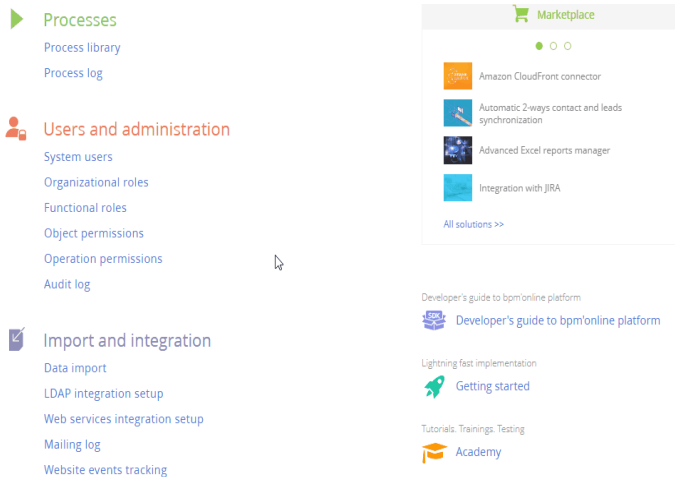 Processes
Process library
Process log
Users and administration
System users
Organizational roles
Functional roles
Object permissions
Operation permissions
Audit log
Import and integration
Data import
LDAP integration setup
Web services integration setup
Mailing log
Website events tracking
Marketplace
Amazon CloudFront connector
Automatic 2-ways contact and leads
synchronization
Advanced Excel reports manager
Integration with JIRA
All solutions >>
Developer's guide to bpm'online platform
SDK
Developer's guide to bpm'online platform
Lightning fast implementation
Getting started
Tutorials. Trainings. Testing
Academy